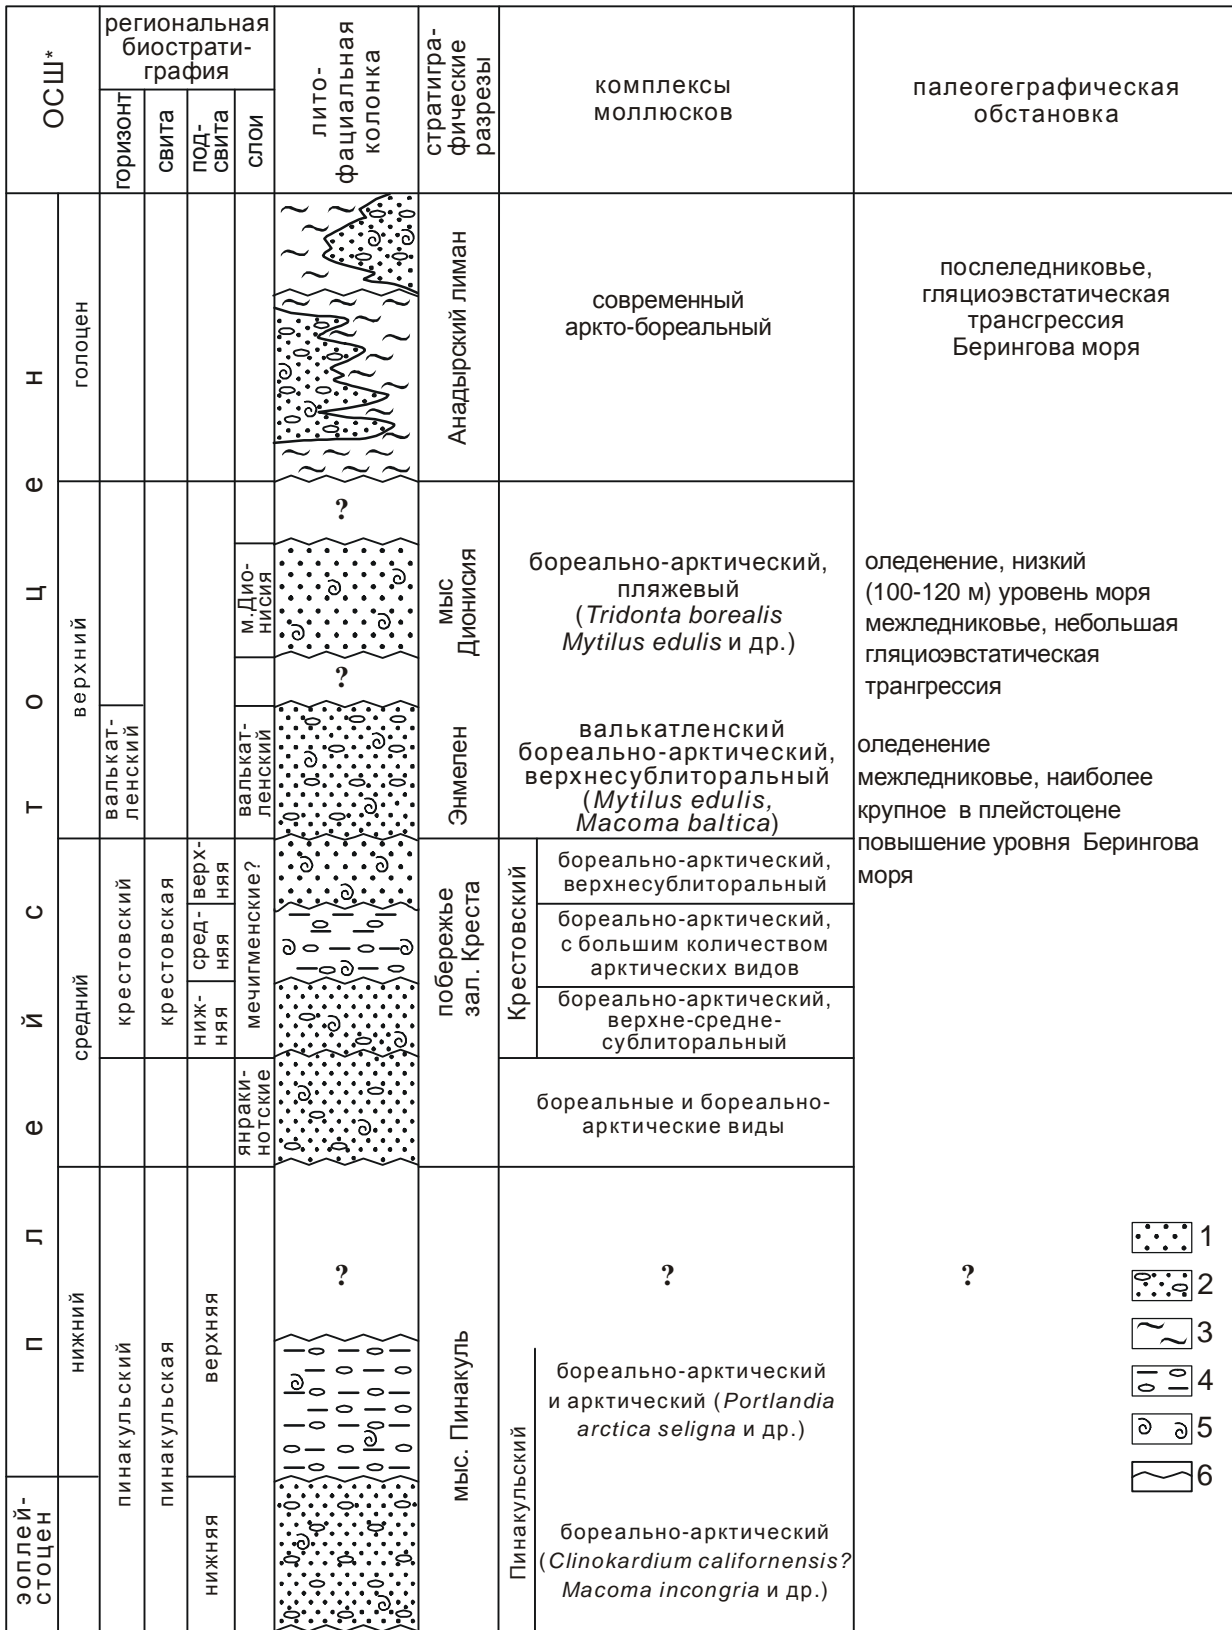 ОСШ*
региональная
биострати-
графия
горизонт
свита
под-
свита
слои
лито-
фациальная
колонка
стратигра-
фические
разрезы
комплексы
моллюсков
палеогеографическая
обстановка
плейстоцен
голоцен
Анадырский лиман
современный
аркто-бореальный
послеледниковье,
гляциоэвстатическая
трансгрессия
Берингова моря
верхний
?
м.Дио-
нисия
?
мыс
Дионисия
бореально-арктический,
пляжевый
(Tridonta borealis
Mytilus edulis и др.)
оледенение, низкий
(100-120 м) уровень моря
межледниковье, небольшая
гляциоэвстатическая
трангрессия
валькат-
ленский
валькат-
ленский
Энмелен
валькатленский
бореально-арктический,
верхнесублиторальный
(Mytilus edulis,
Macoma baltica)
оледенение
межледниковье, наиболее
крупное в плейстоцене
повышение уровня Берингова
моря
средний
крестовский
крестовская
верх-
няя
сред-
няя
ниж-
няя
мечигменские?
побережье
зал. Креста
Крестовский
бореально-арктический,
верхнесублиторальный
бореально-арктический,
с большим количеством
арктических видов
бореально-арктический,
верхне-средне-
сублиторальный
янраки-
нотские
бореальные и бореально-
арктические виды
нижний
пинакульский
пинакульская
верхняя
?
?
?
мыс. Пинакуль
Пинакульский
бореально-арктический
и арктический (Portlandia
arctica seligna и др.)
эоплей-
стоцен
нижняя
бореально-арктический
(Clinokardium californensis?
Macoma incongria и др.)
1
2
3
4
5
6